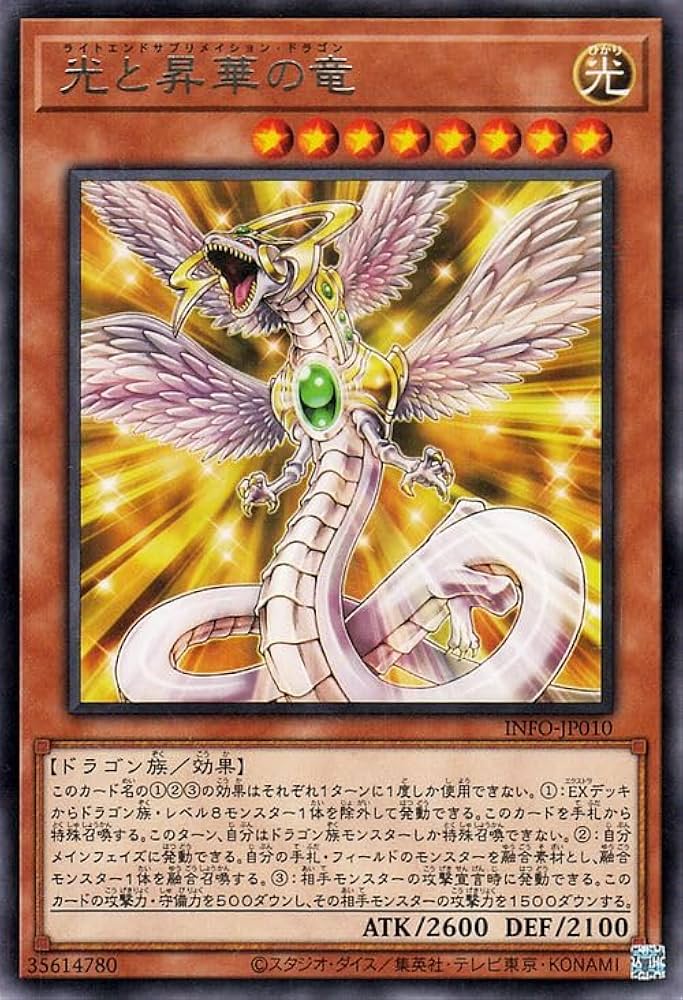 ライトエンドサブリメイション・ドラゴン
光と昇華の竜
ひかり
光
INFO-JP010
【ドラゴン族／効果】
このカード名の①②③の効果はそれぞれ１ターンに１度しか使用できない。①：EXデッキ
からドラゴン族・レベル８モンスター１体を除外して発動できる。このカードを手札から
特殊召喚する。このターン、自分はドラゴン族モンスターしか特殊召喚できない。②：自分
メインフェイズに発動できる。自分の手札・フィールドのモンスターを融合素材とし、融合
モンスター１体を融合召喚する。③：相手モンスターの攻撃宣言時に発動できる。この
カードの攻撃力・守備力を500ダウンし、その相手モンスターの攻撃力を1500ダウンする。
ATK/2600 DEF/2100
35614780
©スタジオ・ダイス／集英社・テレビ東京・KONAMI